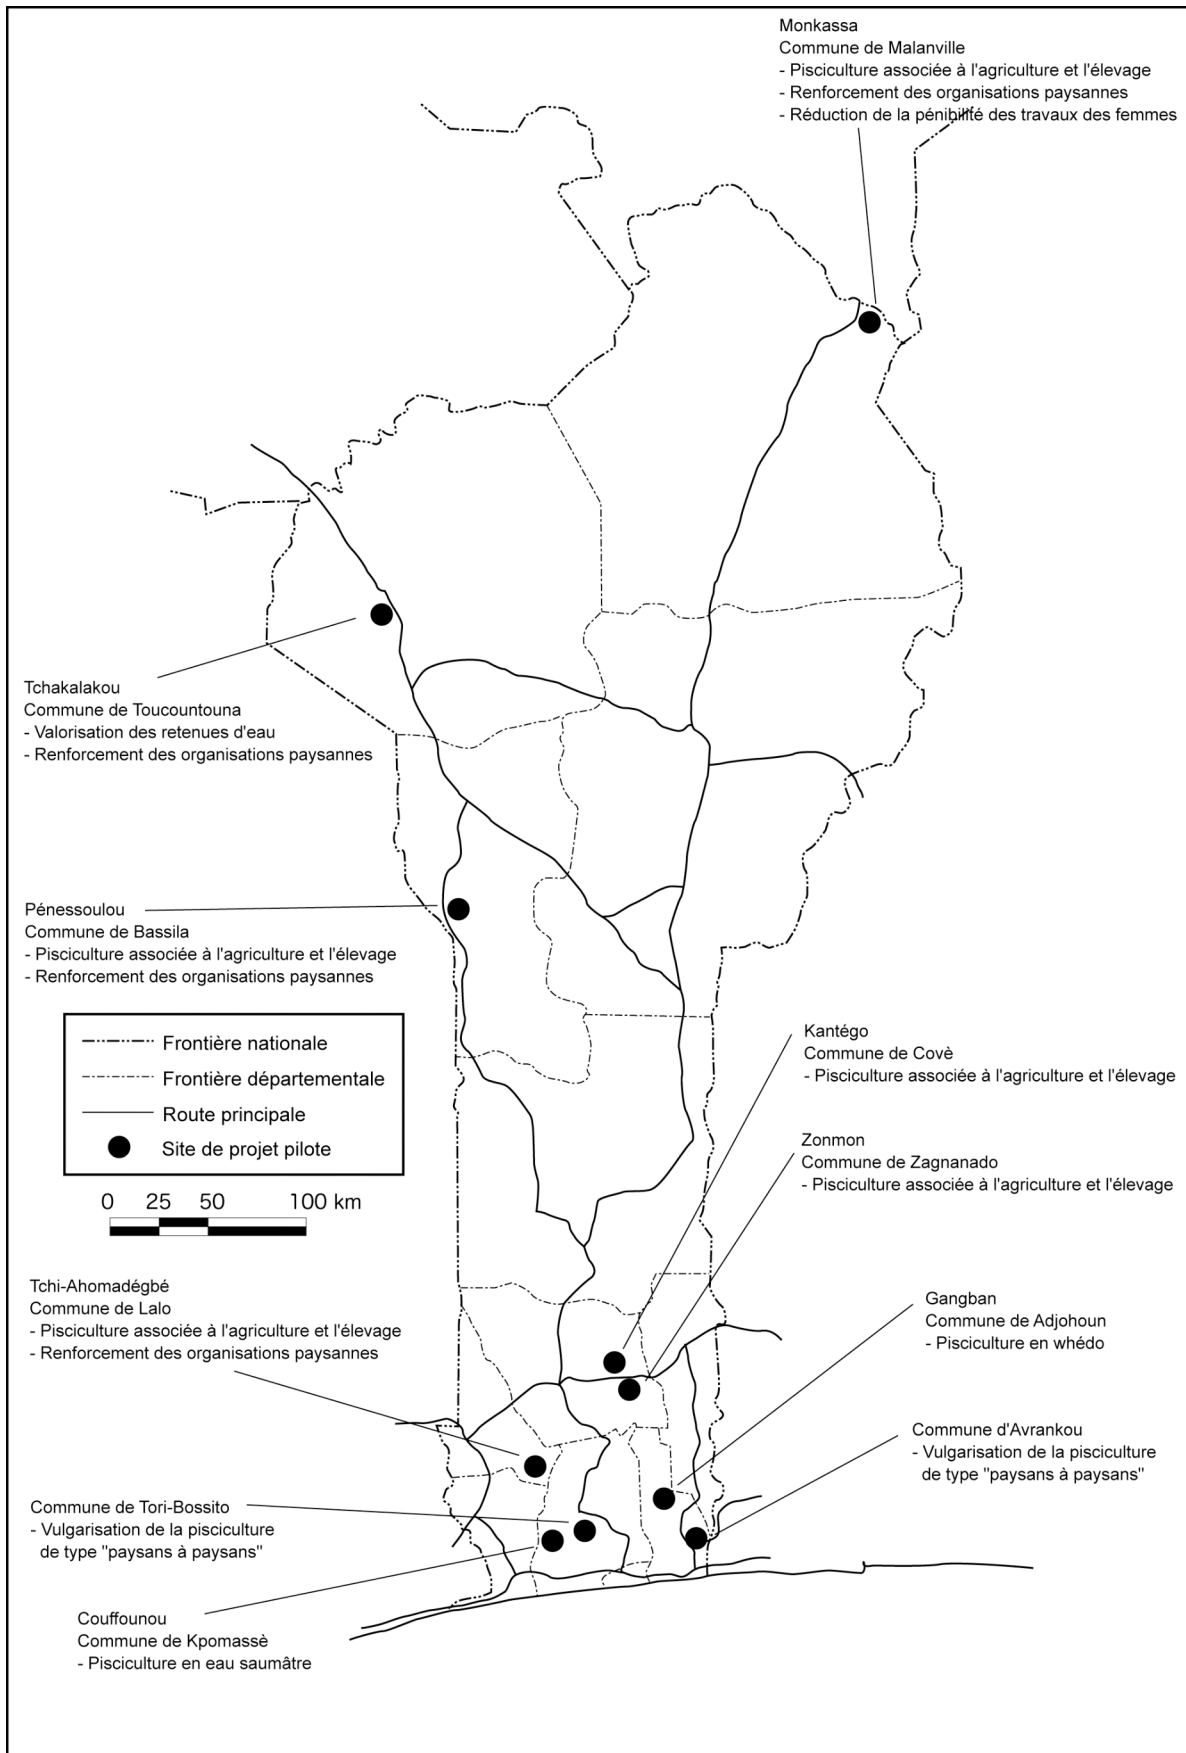 Monkassa
Commune de Malanville
- Pisciculture associée à l'agriculture et l'élevage
- Renforcement des organisations paysannes
- Réduction de la pénibilité des travaux des femmes
Tchakalakou
Commune de Toucountouna
- Valorisation des retenues d'eau
- Renforcement des organisations paysannes
Pénessoulou
Commune de Bassila
- Pisciculture associée à l'agriculture et l'élevage
- Renforcement des organisations paysannes
Frontière nationale
Frontière départementale
Route principale
Site de projet pilote
0 25 50 100 km
Kantégo
Commune de Covè
- Pisciculture associée à l'agriculture et l'élevage
Zonmon
Commune de Zagnanado
- Pisciculture associée à l'agriculture et l'élevage
Tchi-Ahomadégbé
Commune de Lalo
- Pisciculture associée à l'agriculture et l'élevage
- Renforcement des organisations paysannes
Gangban
Commune de Adjohoun
- Pisciculture en whédo
Commune d'Avrankou
- Vulgarisation de la pisciculture
de type "paysans à paysans"
Commune de Tori-Bossito
- Vulgarisation de la pisciculture
de type "paysans à paysans"
Couffounou
Commune de Kpomassè
- Pisciculture en eau saumâtre